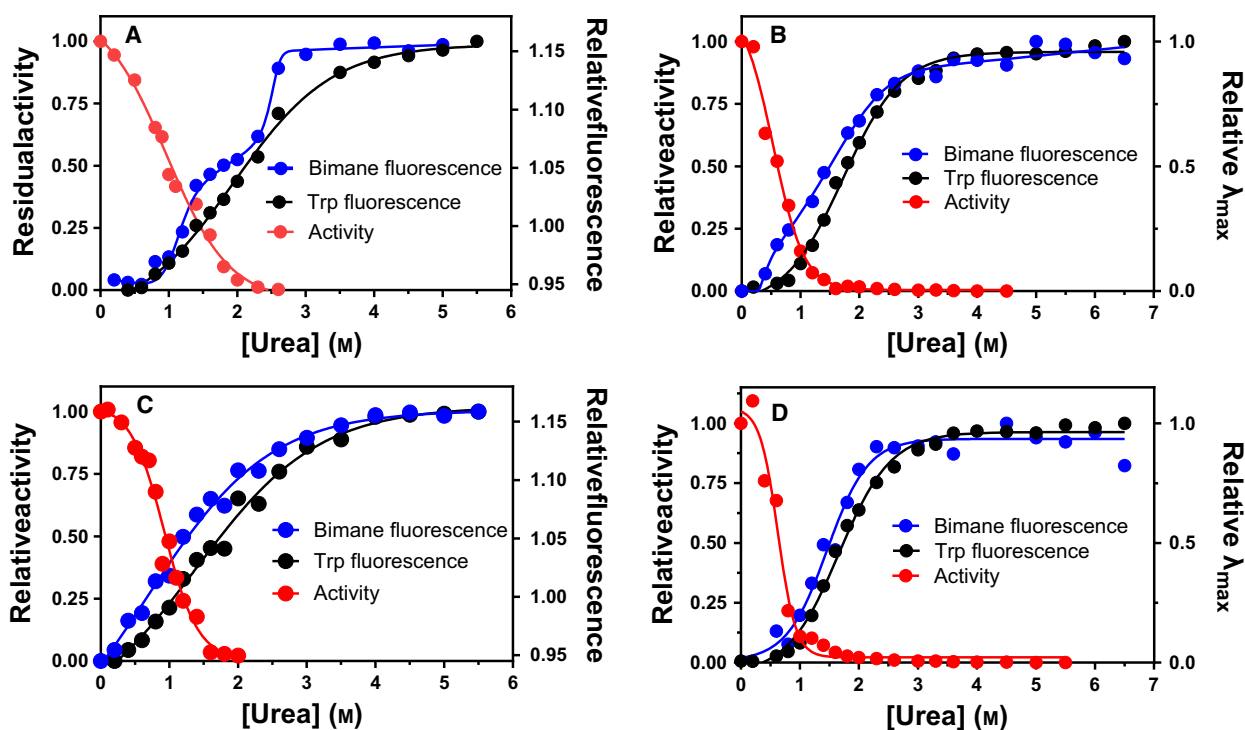 A
Residualactivity
1.00
0.75
0.50
0.25
0.00
Relativefluorescence
1.15
1.10
1.05
1.00
0.95
Bimane fluorescence
Trp fluorescence
Activity
0 1 2 3 4 5 6
[Urea] (M)
B
Relativeactivity
1.00
0.75
0.50
0.25
0.00
Relative λmax
1.0
0.5
0.0
Bimane fluorescence
Trp fluorescence
Activity
0 1 2 3 4 5 6 7
[Urea] (M)
C
Relativeactivity
1.00
0.75
0.50
0.25
0.00
Relativefluorescence
1.15
1.10
1.05
1.00
0.95
Bimane fluorescence
Trp fluorescence
Activity
0 1 2 3 4 5 6
[Urea] (M)
D
Relativeactivity
1.00
0.75
0.50
0.25
0.00
Relative λmax
1.0
0.5
0.0
Bimane fluorescence
Trp fluorescence
Activity
0 1 2 3 4 5 6 7
[Urea] (M)